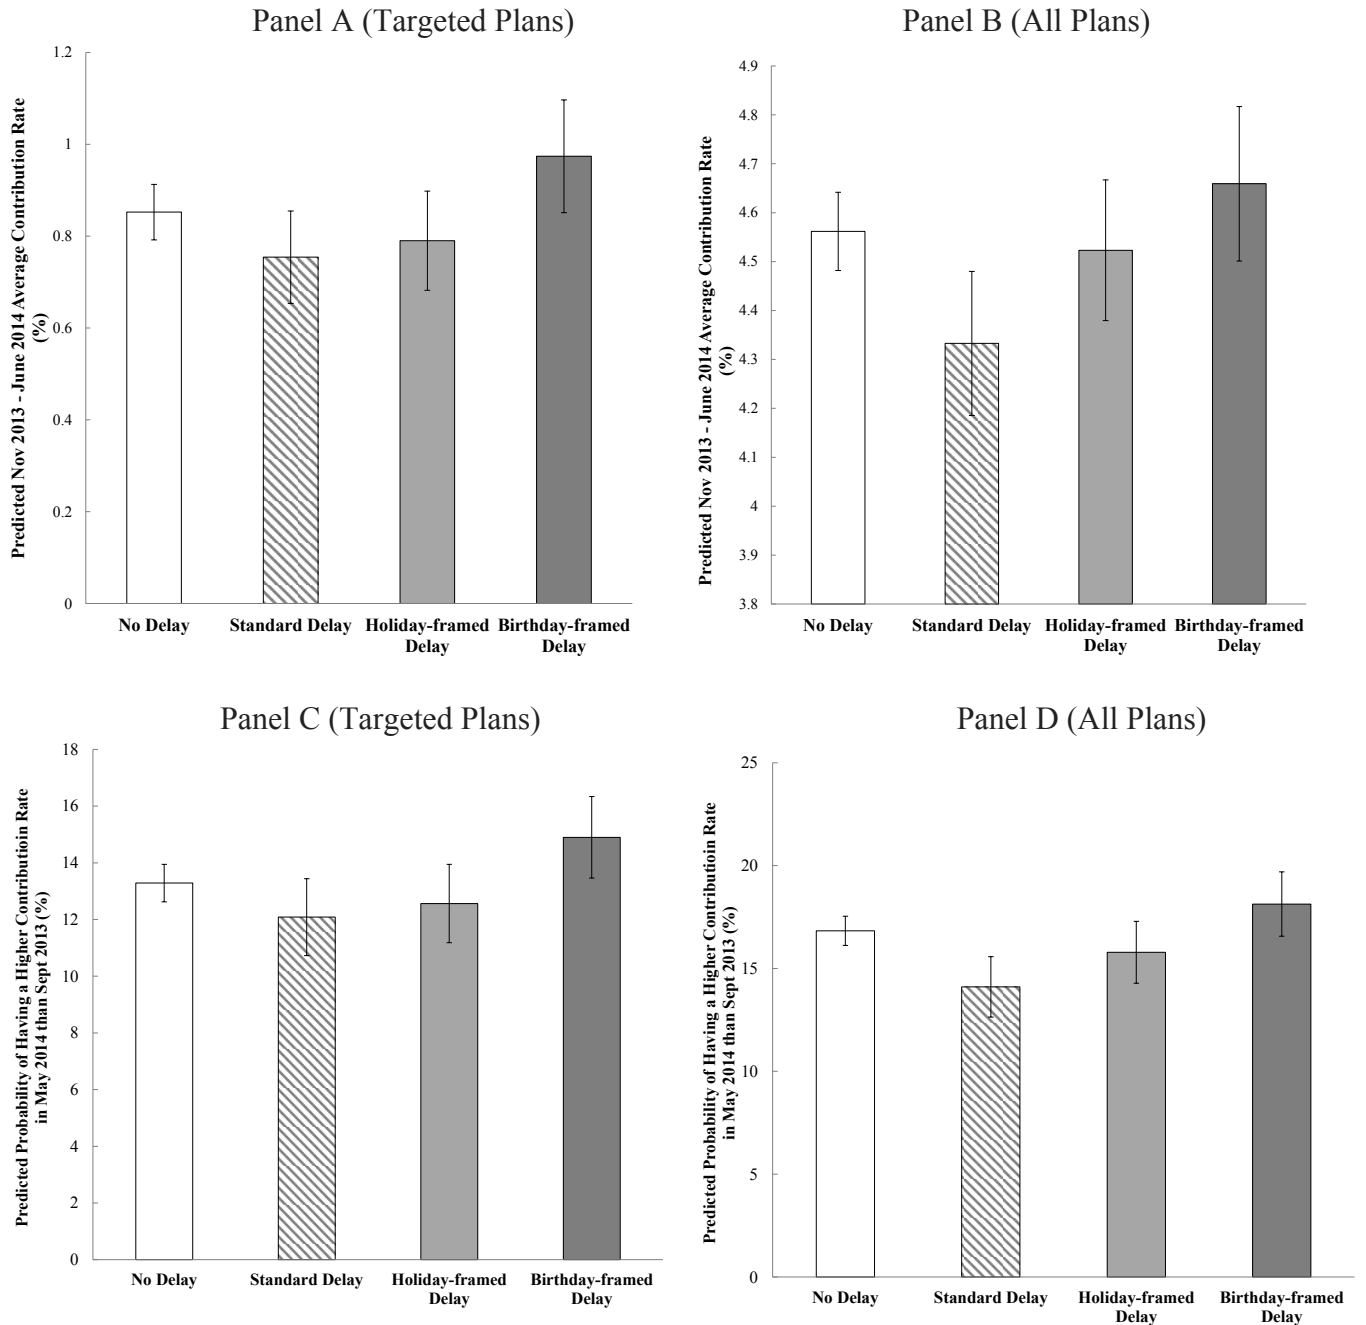 Panel A (Targeted Plans)
Predicted Nov 2013 - June 2014 Average Contribution Rate
(%)
1.2
1
0.8
0.6
0.4
0.2
0
No Delay
Standard Delay
Holiday-framed
Delay
Birthday-framed
Delay
Panel B (All Plans)
Predicted Nov 2013 - June 2014 Average Contribution Rate
(%)
4.9
4.8
4.7
4.6
4.5
4.4
4.3
4.2
4.1
4
3.9
3.8
No Delay
Standard Delay
Holiday-framed
Delay
Birthday-framed
Delay
Panel C (Targeted Plans)
Predicted Probability of Having a Higher Contributioin Rate
in May 2014 than Sept 2013 (%)
18
16
14
12
10
8
6
4
2
0
No Delay
Standard Delay
Holiday-framed
Delay
Birthday-framed
Delay
Panel D (All Plans)
Predicted Probability of Having a Higher Contributioin Rate
in May 2014 than Sept 2013 (%)
25
20
15
10
5
0
No Delay
Standard Delay
Holiday-framed
Delay
Birthday-framed
Delay